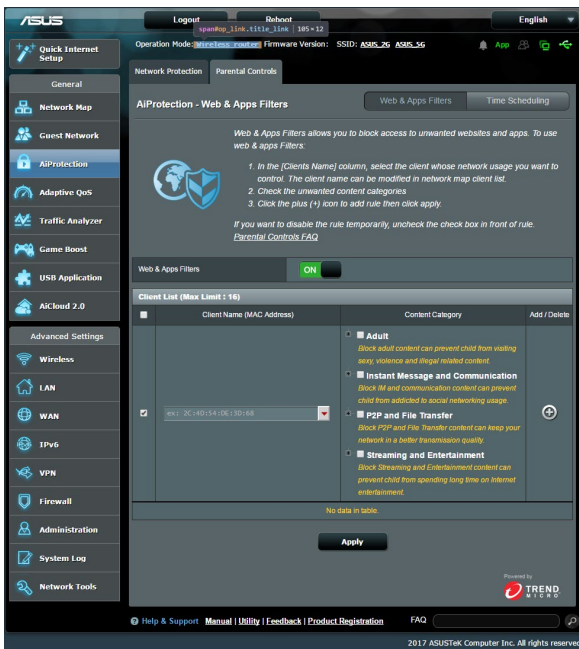 ASUS
Logout
Reboot
English
span#op_link.title_link | 105×12
Quick Internet
Setup
Operation Mode: Wireless router Firmware Version: SSID: ASUS_2G ASUS_5G
App
General
Network Map
Guest Network
AiProtection
Adaptive QoS
Traffic Analyzer
Game Boost
USB Application
AiCloud 2.0
Advanced Settings
Wireless
LAN
WAN
IPv6
VPN
Firewall
Administration
System Log
Network Tools
Network Protection
Parental Controls
AiProtection - Web & Apps Filters
Web & Apps Filters
Time Scheduling
Web & Apps Filters allows you to block access to unwanted websites and apps. To use
web & apps Filters:
1. In the [Clients Name] column, select the client whose network usage you want to
control. The client name can be modified in network map client list.
2. Check the unwanted content categories
3. Click the plus (+) icon to add rule then click apply.
If you want to disable the rule temporarily, uncheck the check box in front of rule.
Parental Controls FAQ
Web & Apps Filters
ON
Client List (Max Limit : 16)
Client Name (MAC Address)
Content Category
Add / Delete
ex: 2C:4D:54:0E:3D:68
Adult
Block adult content can prevent child from visiting
sexy, violence and illegal related content.
Instant Message and Communication
Block IM and communication content can prevent
child from addicted to social networking usage.
P2P and File Transfer
Block P2P and File Transfer content can keep your
network in a better transmission quality.
Streaming and Entertainment
Block Streaming and Entertainment content can
prevent child from spending long time on Internet
entertainment.
No data in table.
Apply
Powered by
TREND
MICRO
Help & Support Manual | Utility | Feedback | Product Registration FAQ
2017 ASUSTeK Computer Inc. All rights reserved